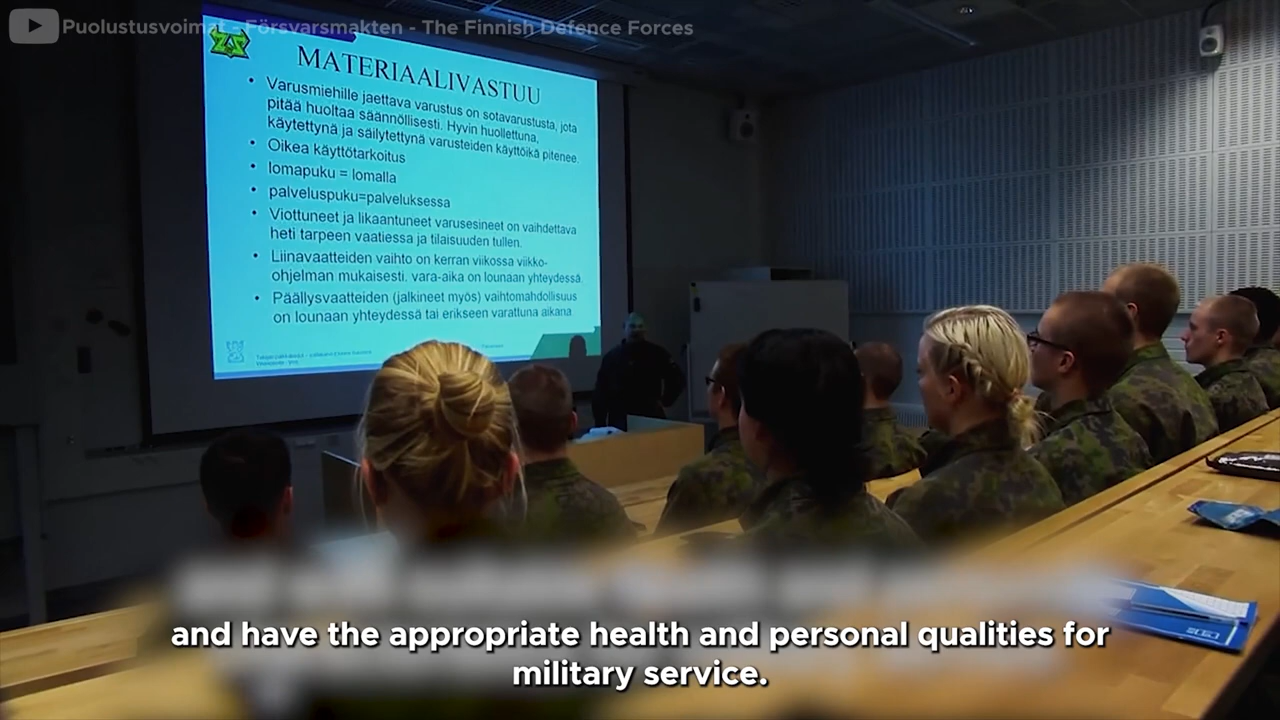 Puolustusvoimat - Försvarsmakten - The Finnish Defence Forces
MATERIAALIVASTUU
• Varusmiehille jaettava varustus on sotavarustusta, jota
pitää huoltaa säännöllisesti. Hyvin huollettuna,
käytettynä ja säilytettynä varusteiden käyttöikä pitenee.
• Oikea käyttötarkoitus
• lomapuku = lomalla
• palveluspuku=palveluksessa
• Viottuneet ja likaantuneet varusesineet on vaihdettava
heti tarpeen vaatiessa ja tilaisuuden tullen.
• Liinavaatteiden vaihto on kerran viikossa viikko-
ohjelman mukaisesti. vara-aika on lounaan yhteydessä.
• Päällysvaatteiden (jalkineet myös) vaihtomahdollisuus
on lounaan yhteydessä tai erikseen varattuna aikana
and have the appropriate health and personal qualities for
military service.